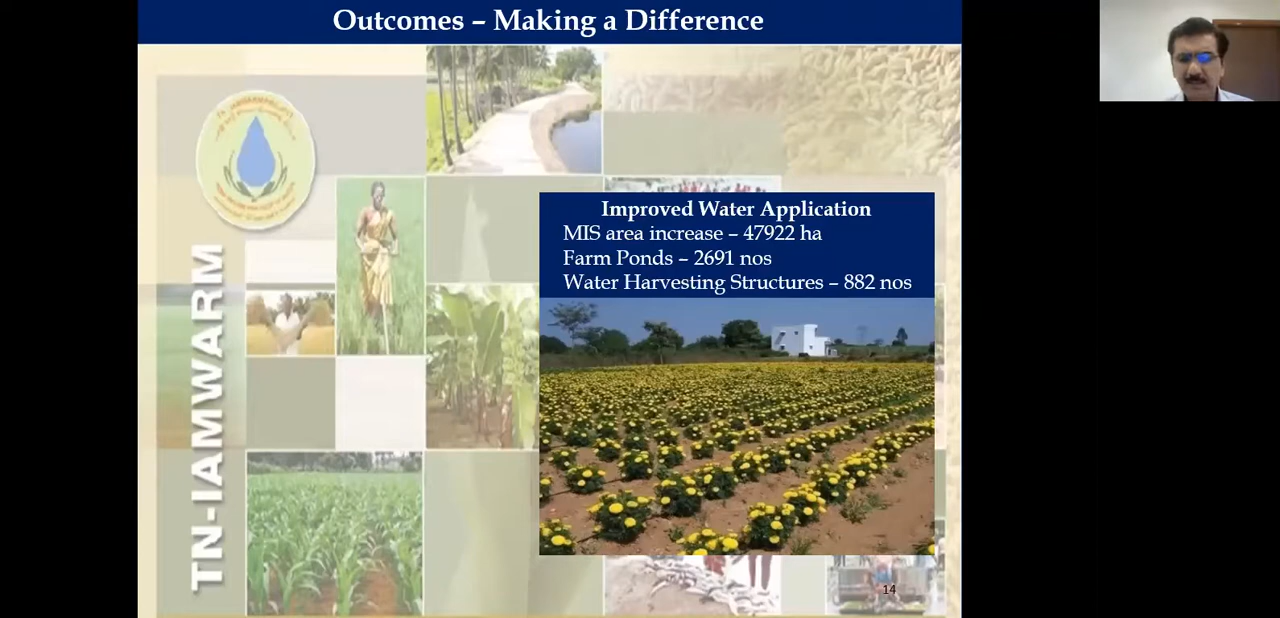 Outcomes – Making a Difference
TN-IAMWARM
Improved Water Application
MIS area increase – 47922 ha
Farm Ponds – 2691 nos
Water Harvesting Structures – 882 nos
14